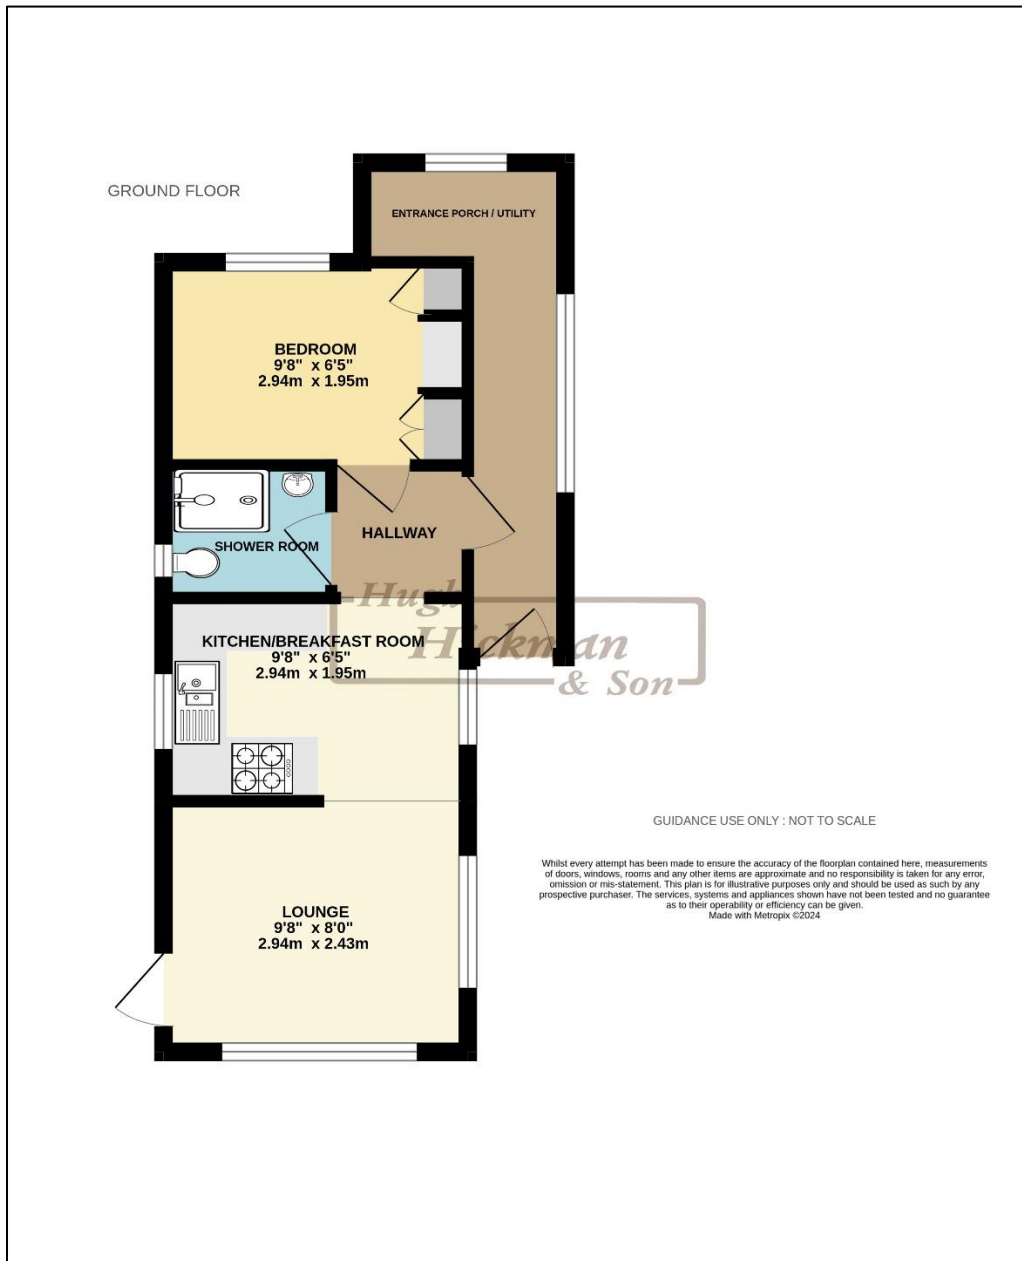 GROUND FLOOR
ENTRANCE PORCH / UTILITY
BEDROOM
9'8" x 6'5"
2.94m x 1.95m
HALLWAY
SHOWER ROOM
Hugh
Hickman
& Son
KITCHEN/BREAKFAST ROOM
9'8" x 6'5"
2.94m x 1.95m
LOUNGE
9'8" x 8'0"
2.94m x 2.43m
GUIDANCE USE ONLY : NOT TO SCALE
Whilst every attempt has been made to ensure the accuracy of the floorplan contained here, measurements
of doors, windows, rooms and any other items are approximate and no responsibility is taken for any error,
omission or mis-statement. This plan is for illustrative purposes only and should be used as such by any
prospective purchaser. The services, systems and appliances shown have not been tested and no guarantee
as to their operability or efficiency can be given.
Made with Metropix ©2024